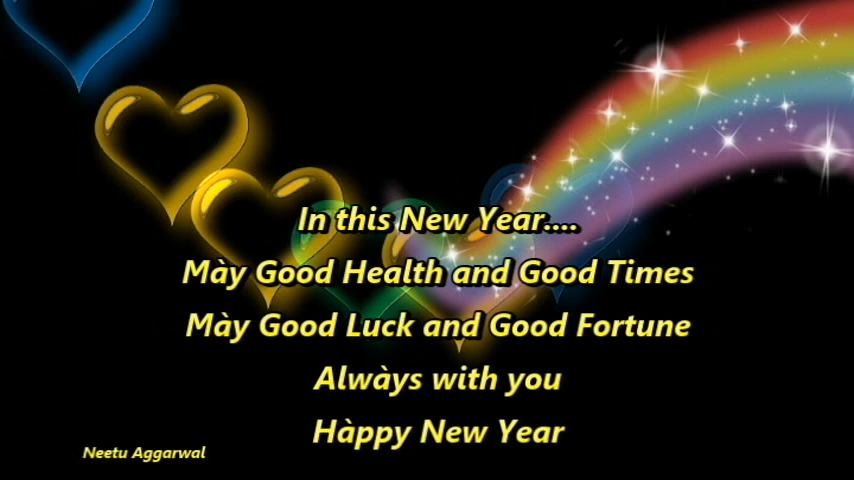 In this New Year....
Mày Good Health and Good Times
Mày Good Luck and Good Fortune
Alwàys with you
Hàppy New Year
Neetu Aggarwal